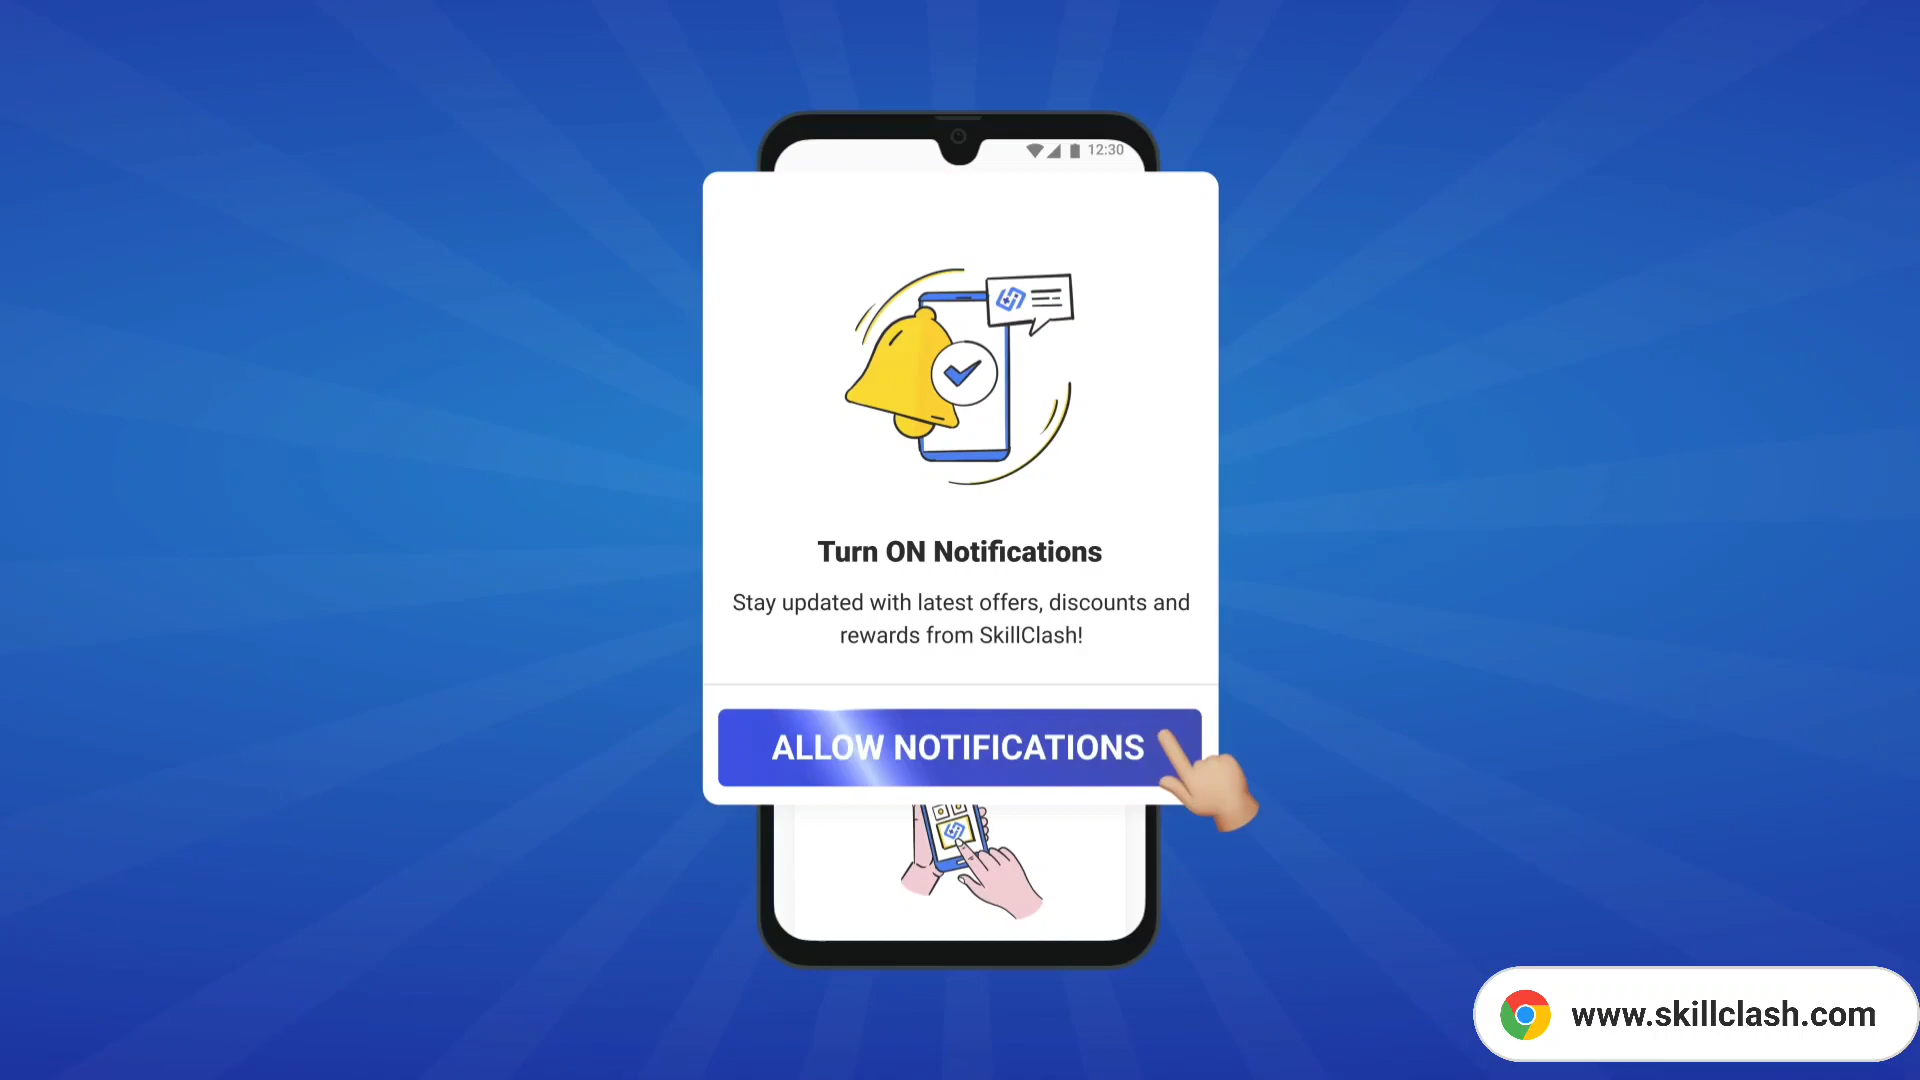 12:30
Turn ON Notifications
Stay updated with latest offers, discounts and
rewards from SkillClash!
ALLOW NOTIFICATIONS
www.skillclash.com